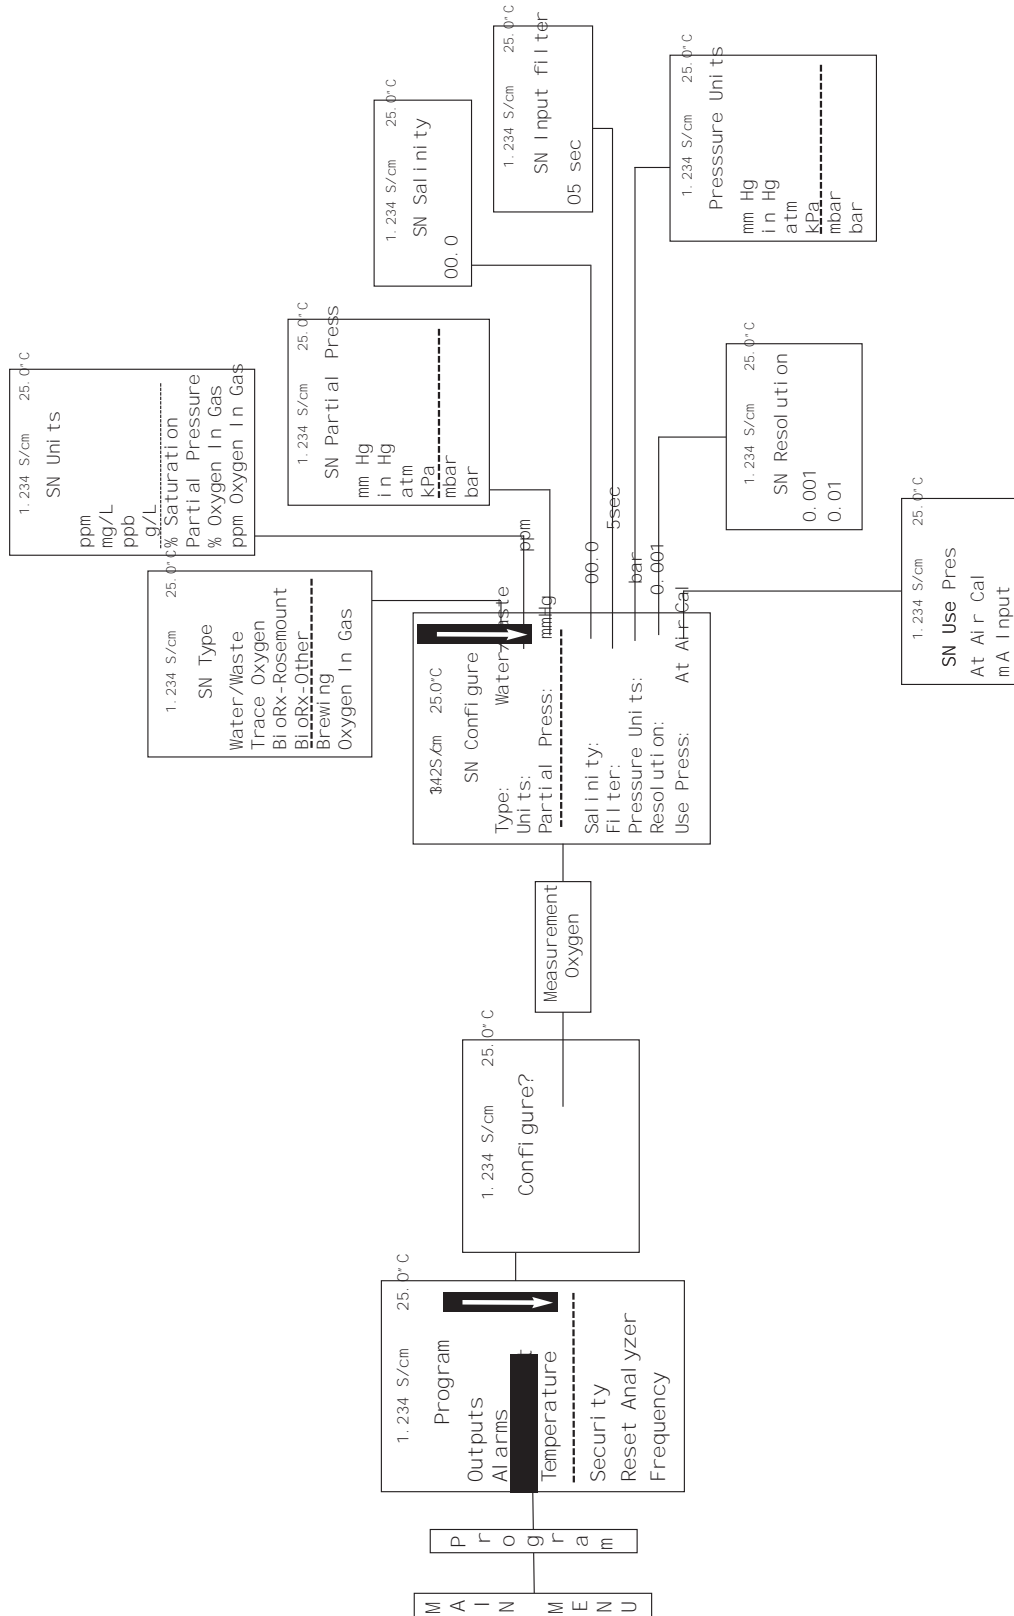 MAIN MENU
Program
1.234 S/cm 25.0°C
Program
Outputs
Alarms
Temperature
Security
Reset Analyzer
Frequency
1.234 S/cm 25.0°C
Configure?
Measurement
Oxygen
25.0°C
SN Configure
Type: Water/Waste
Units: ppm
Partial Press: mmHg
Salinity: 00.0
Filter: 5sec
Pressure Units: bar
Resolution: 0.001
Use Press: At Air Cal
1.234 S/cm 25.0°C
SN Type
Water/Waste
Trace Oxygen
BioRx-Rosemount
BioRx-Other
Brewing
Oxygen In Gas
1.234 S/cm 25.0°C
SN Units
ppm
mg/L
ppb
g/L
% Saturation
Partial Pressure
% Oxygen In Gas
ppm Oxygen In Gas
1.234 S/cm 25.0°C
SN Partial Press
mm Hg
in Hg
atm
kPa
mbar
bar
1.234 S/cm 25.0°C
SN Salinity
00.0
1.234 S/cm 25.0°C
SN Input filter
05 sec
1.234 S/cm 25.0°C
Presssure Units
mm Hg
in Hg
atm
kPa
mbar
bar
1.234 S/cm 25.0°C
SN Resolution
0.001
0.01
1.234 S/cm 25.0°C
SN Use Pres
At Air Cal
mA Input